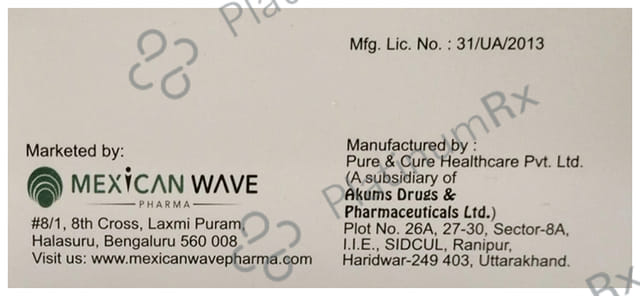 Mfg. Lic. No. : 31/UA/2013
Marketed by:
MEXICAN WAVE
PHARMA
#8/1, 8th Cross, Laxmi Puram,
Halasuru, Bengaluru 560 008
Visit us: www.mexicanwavepharma.com
Manufactured by :
Pure & Cure Healthcare Pvt. Ltd.
(A subsidiary of
Akums Drugs &
Pharmaceuticals Ltd.)
Plot No. 26A, 27-30, Sector-8A,
I.I.E., SIDCUL, Ranipur,
Haridwar-249 403, Uttarakhand.
PlatinumRx